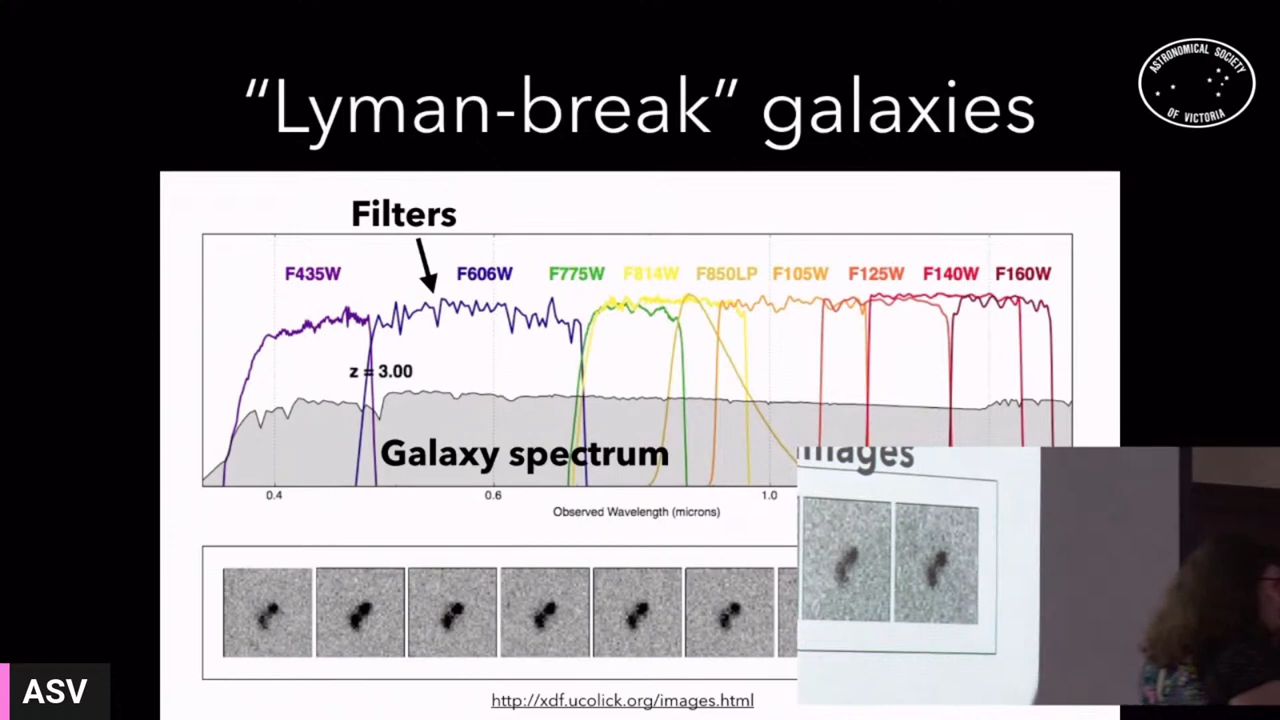 “Lyman-break” galaxies
ASTRONOMICAL SOCIETY
OF VICTORIA
Filters
F435W F606W F775W F814W F850LP F105W F125W F140W F160W
z = 3.00
Galaxy spectrum
Images
0.4 0.6 1.0
Observed Wavelength (microns)
ASV
http://xdf.ucolick.org/images.html